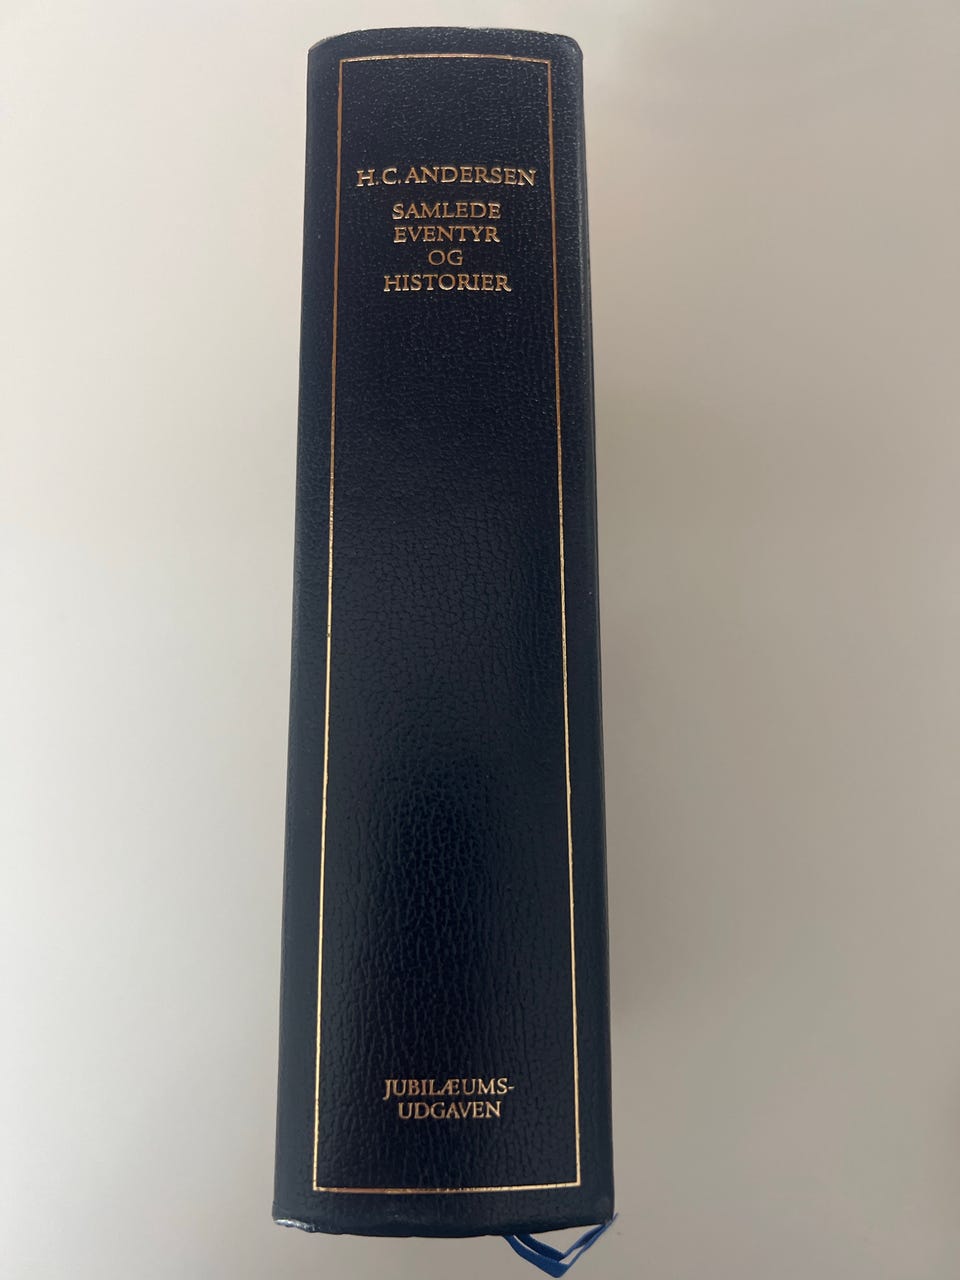 H. C. ANDERSEN
SAMLEDE
EVENTYR
OG
HISTORIER
JUBILÆUMS-
UDGAVEN